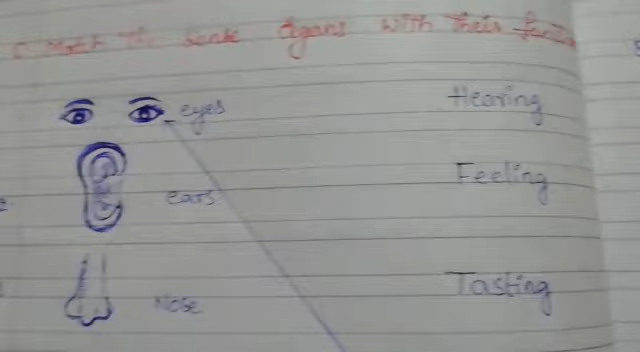 Match the sense Organs with their
eyes Hearing
ears Feeling
Nose Tasting